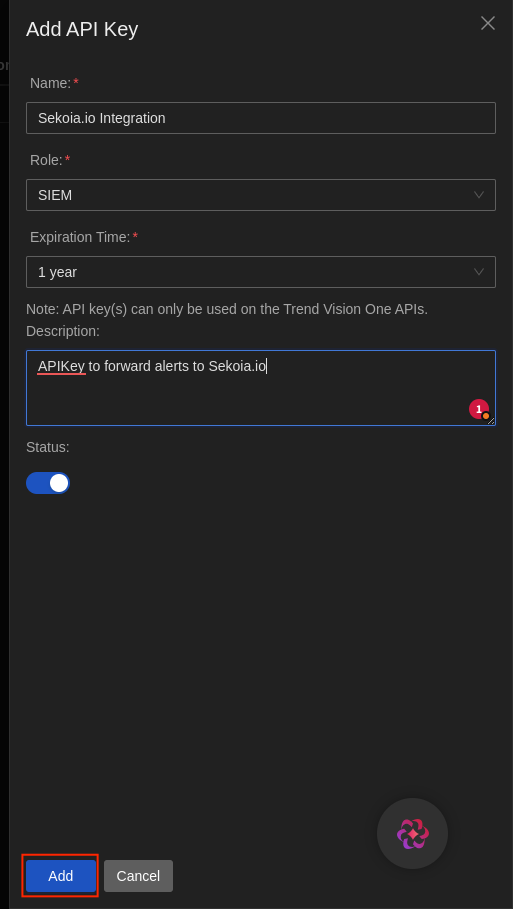 Add API Key
Name:*
Sekoia.io Integration
Role:*
SIEM
Expiration Time:*
1 year
Note: API key(s) can only be used on the Trend Vision One APIs.
Description:
APIKey to forward alerts to Sekoia.io
1
Status:
Add
Cancel